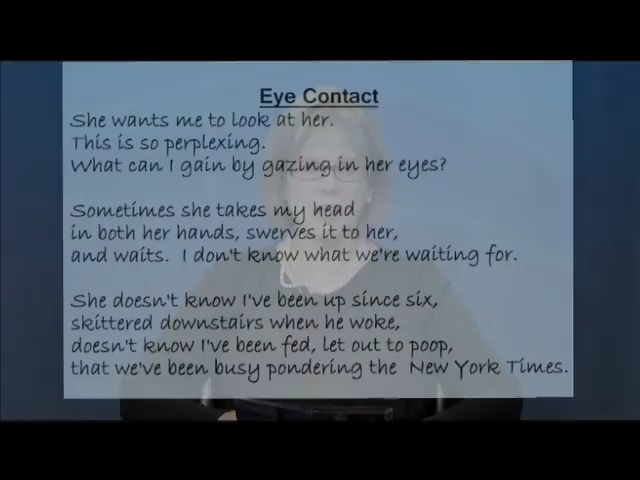 Eye Contact
She wants me to look at her.
This is so perplexing.
What can I gain by gazing in her eyes?
Sometimes she takes my head
in both her hands, swerves it to her,
and waits. I don't know what we're waiting for.
She doesn't know I've been up since six,
skittered downstairs when he woke,
doesn't know I've been fed, let out to poop,
that we've been busy pondering the New York Times.